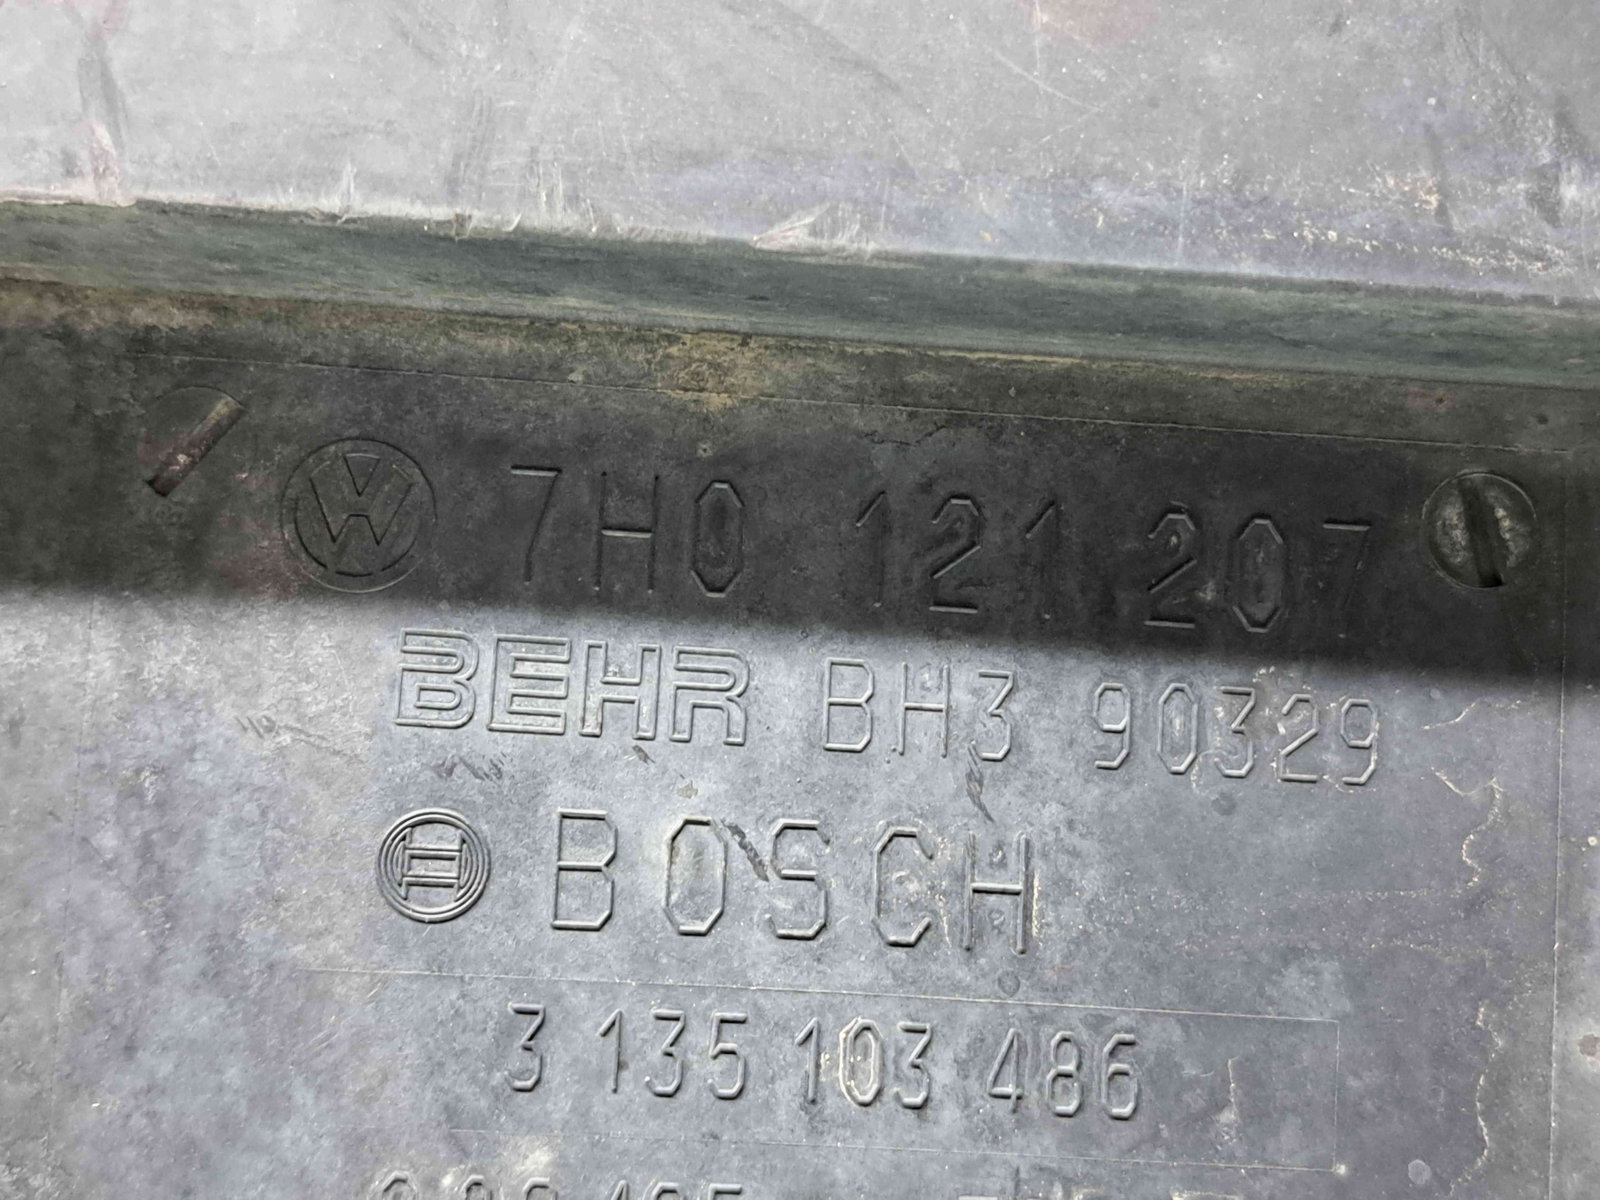 7H0 121 207
BEHR BH3 90329
BOSCH
3 135 103 486